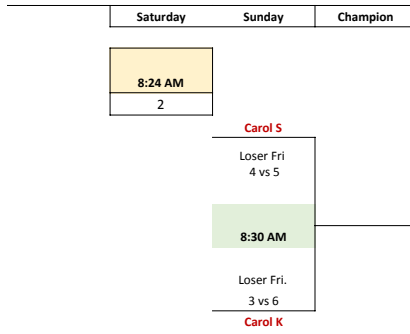 Saturday Sunday Champion
8:24 AM
2
Carol S
Loser Fri
4 vs 5
8:30 AM
Loser Fri.
3 vs 6
Carol K